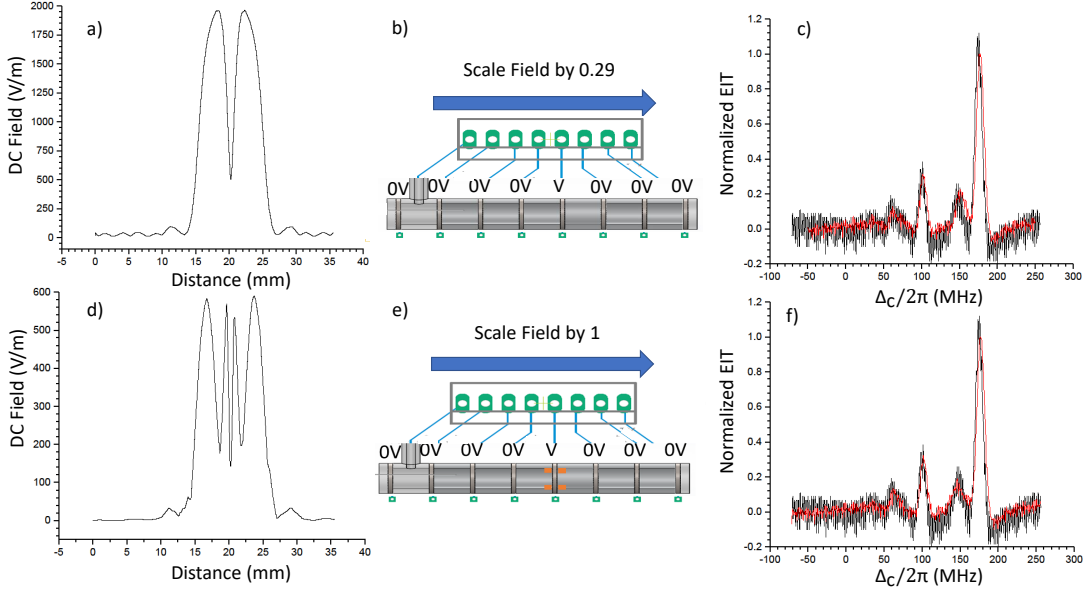 a)
DC Field (V/m)
2000
1750
1500
1250
1000
750
500
250
0
-5 0 5 10 15 20 25 30 35 40
Distance (mm)
b)
Scale Field by 0.29
0V 0V 0V 0V V 0V 0V 0V
c)
Normalized EIT
1.2
1.0
0.8
0.6
0.4
0.2
0.0
-0.2
-100 -50 0 50 100 150 200 250 300
Δc/2π (MHz)
d)
DC Field (V/m)
600
500
400
300
200
100
0
-5 0 5 10 15 20 25 30 35 40
Distance (mm)
e)
Scale Field by 1
0V 0V 0V 0V V 0V 0V 0V
f)
Normalized EIT
1.2
1.0
0.8
0.6
0.4
0.2
0.0
-0.2
-100 -50 0 50 100 150 200 250 300
Δc/2π (MHz)